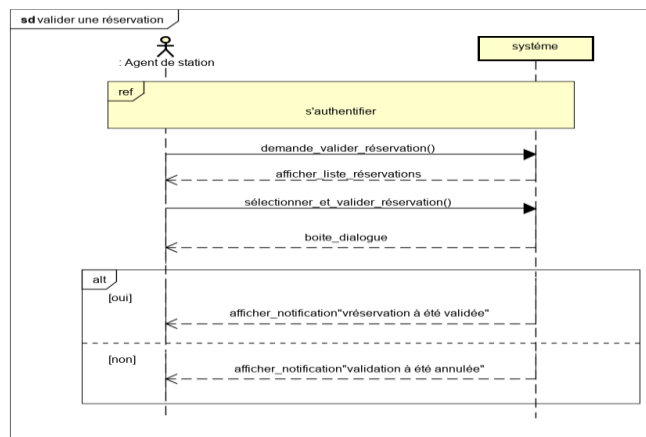 sd valider une réservation
: Agent de station
systéme
ref
s'authentifier
demande_valider_réservation()
afficher_liste_réservations
sélectionner_et_valider_réservation()
boite_dialogue
alt
[oui]
afficher_notification"vréservation à été validée"
[non]
afficher_notification"validation à été annulée"